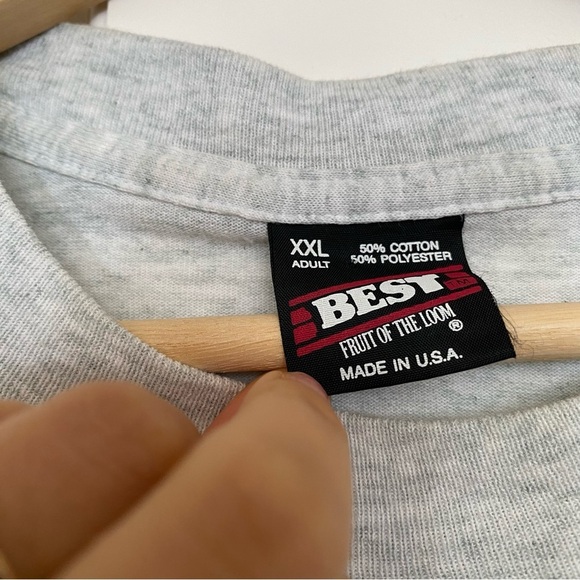 XXL
ADULT
50% COTTON
50% POLYESTER
BEST
FRUIT OF THE LOOM®
MADE IN U.S.A.